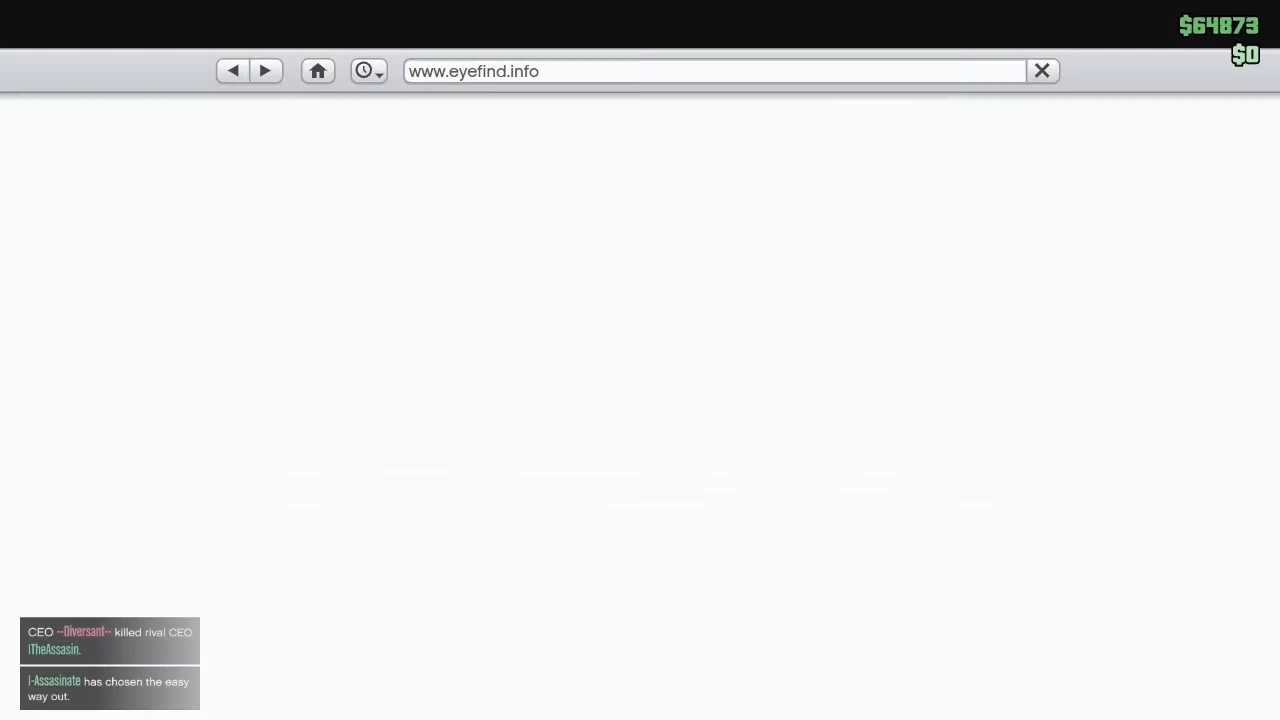 $64873
$0
www.eyefind.info
CEO --Diversant-- killed rival CEO
ITheAssasin.
I-Assasinate has chosen the easy
way out.